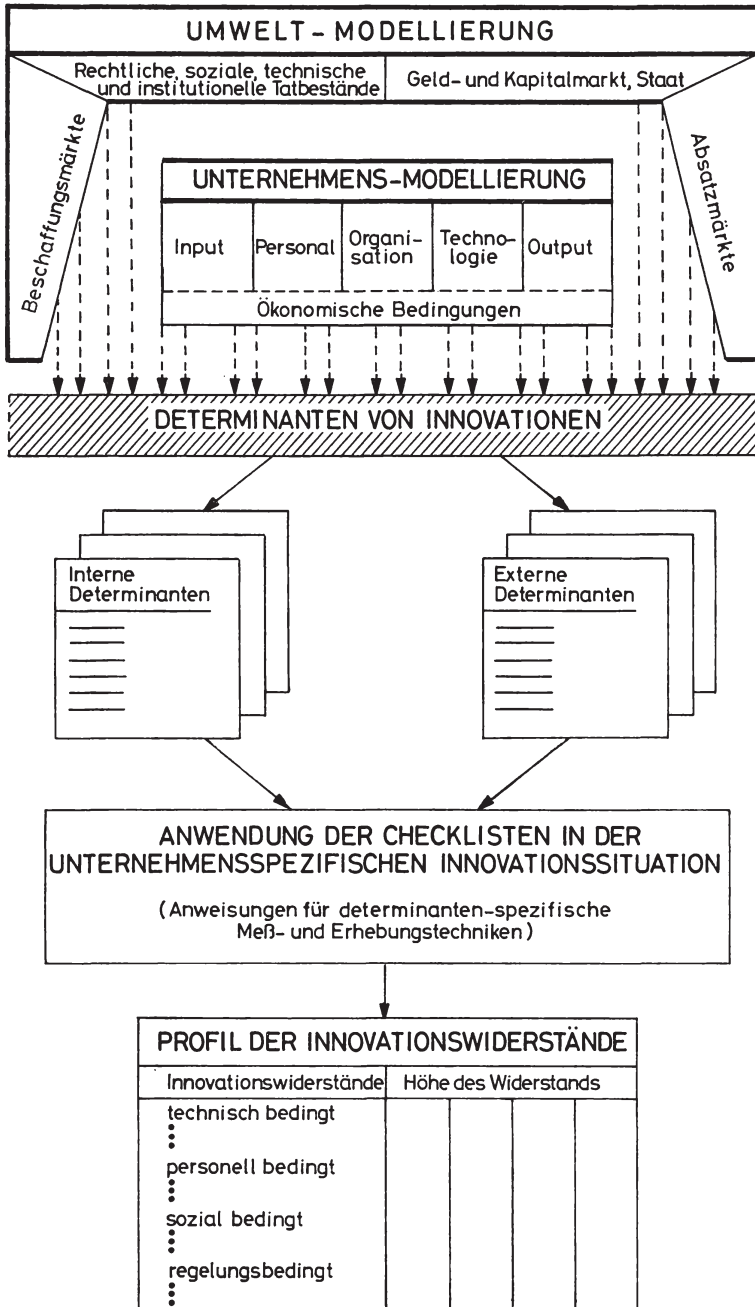 UMWELT-MODELLIERUNG
Rechtliche, soziale, technische
und institutionelle Tatbestände
Geld- und Kapitalmarkt, Staat
Beschaffungsmärkte
Absatzmärkte
UNTERNEHMENS-MODELLIERUNG
Input
Personal
Organi-
sation
Techno-
logie
Output
Ökonomische Bedingungen
DETERMINANTEN VON INNOVATIONEN
Interne
Determinanten
Externe
Determinanten
ANWENDUNG DER CHECKLISTEN IN DER
UNTERNEHMENSSPEZIFISCHEN INNOVATIONSSITUATION
(Anweisungen für determinanten-spezifische
Meß- und Erhebungstechniken)
PROFIL DER INNOVATIONSWIDERSTÄNDE
Innovationswiderstände
Höhe des Widerstands
technisch bedingt
personell bedingt
sozial bedingt
regelungsbedingt